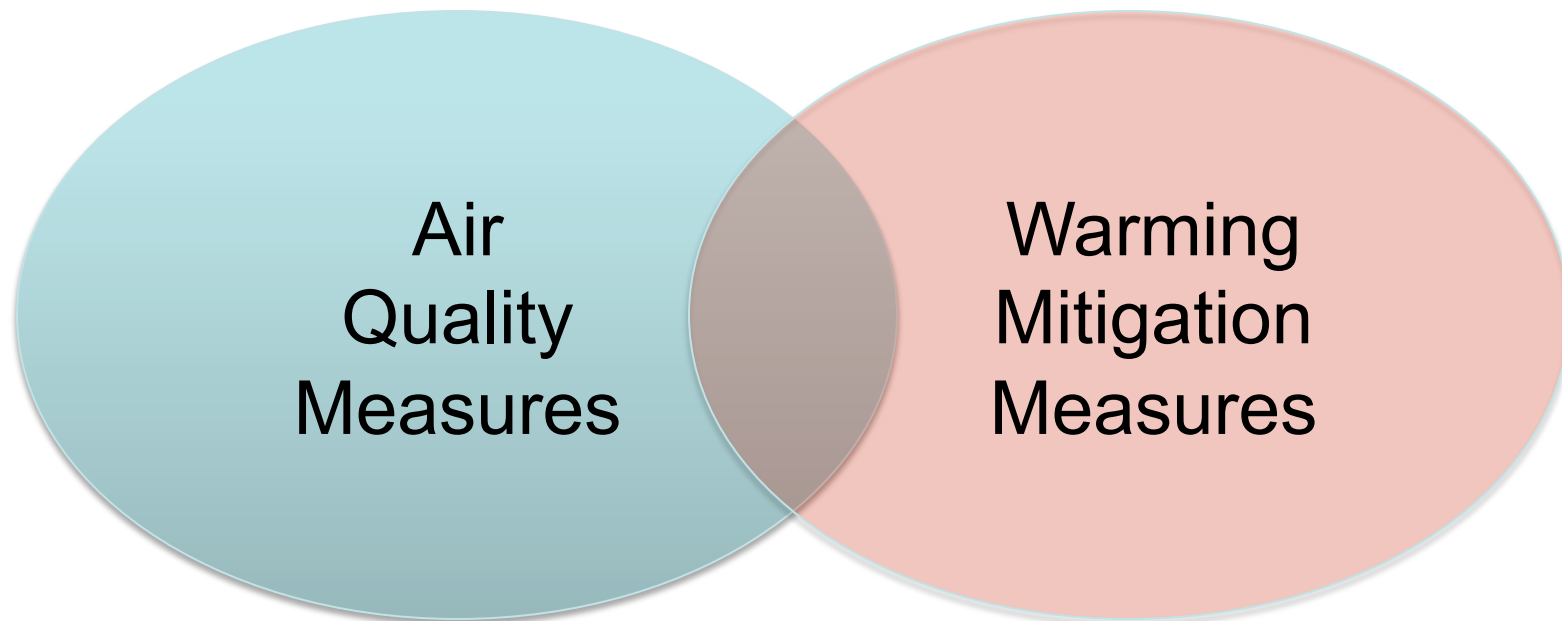 Air
Quality
Measures
Warming
Mitigation
Measures